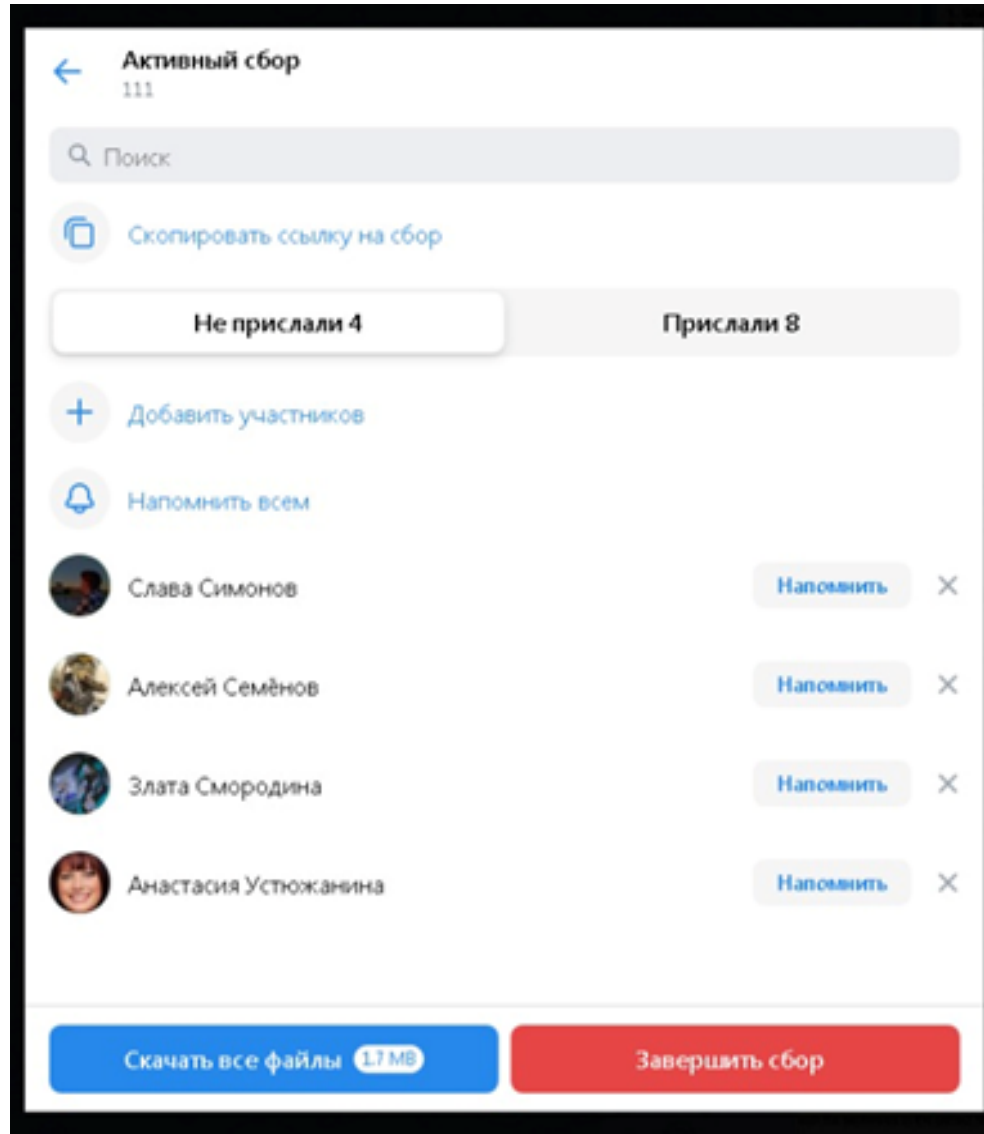 Активный сбор
111
Поиск
Скопировать ссылку на сбор
Не прислали 4
Прислали 8
Добавить участников
Напомнить всем
Слава Симонов
Напомнить
Алексей Семёнов
Напомнить
Злата Смородина
Напомнить
Анастасия Устюжанина
Напомнить
Скачать все файлы 1.7 MB
Завершить сбор